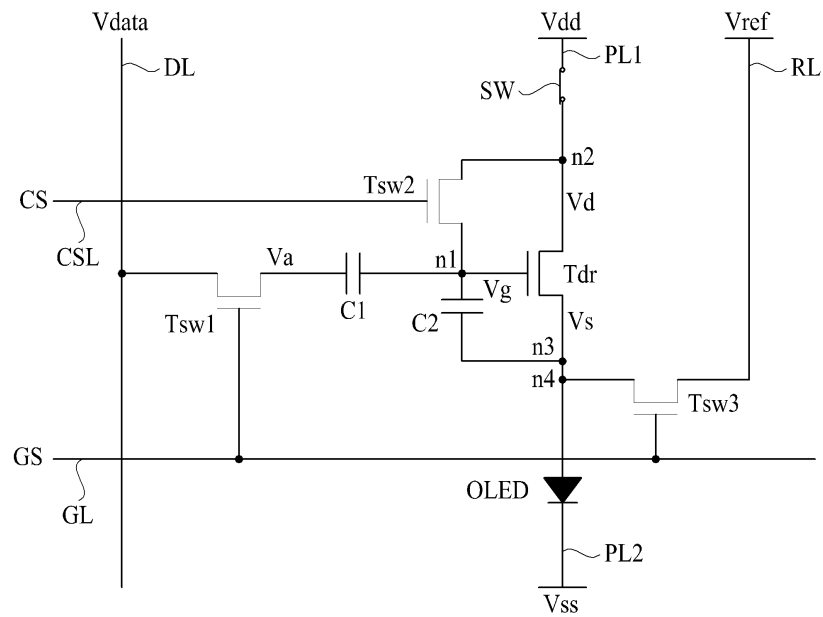 Vdata
Vdd
Vref
DL
PL1
RL
SW
n2
Tsw2
CS
Vd
CSL
Va
n1
Tdr
Vg
C1
C2
Tsw1
Vs
n3
n4
Tsw3
GS
OLED
GL
PL2
Vss